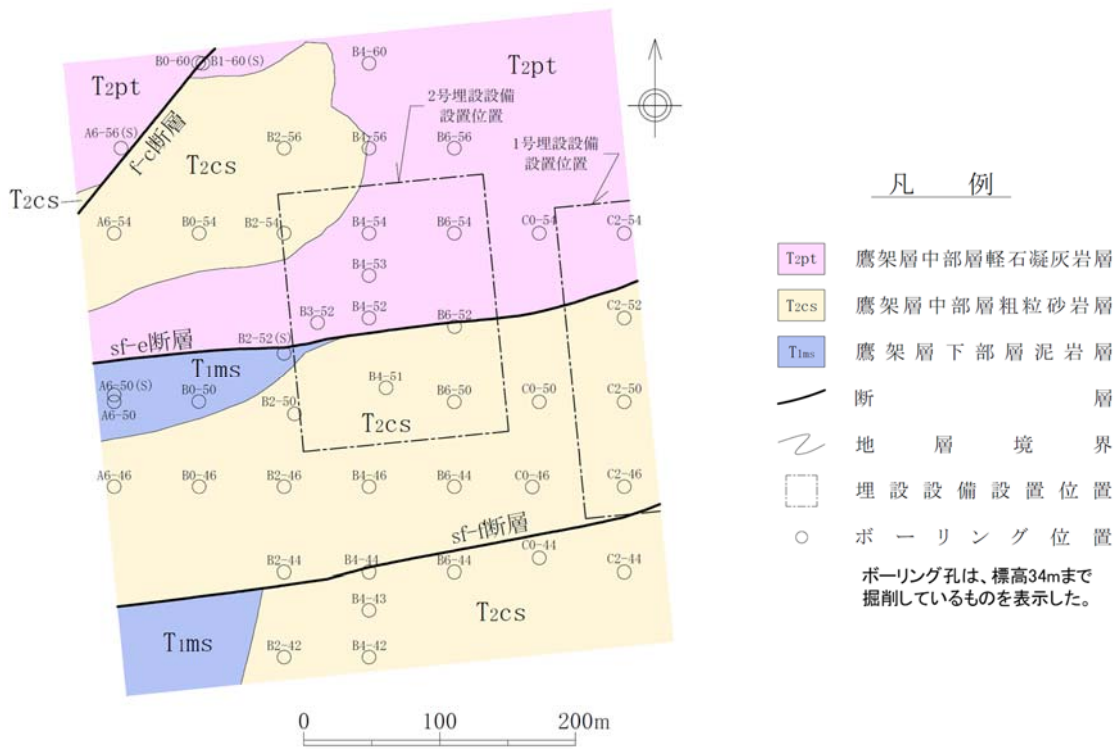 B0-60
B1-60(S)
B4-60
T2pt
T2pt
2号埋設設備
設置位置
A6-56(S)
f-c断層
B2-56
B4-56
B6-56
1号埋設設備
設置位置
T2cs
T2cs
A6-54
B0-54
B2-54
B4-54
B6-54
C0-54
C2-54
B4-53
B3-52
B4-52
B6-52
C2-52
sf-e断層
B2-52(S)
T1ms
A6-50(S)
B0-50
A6-50
B2-50
B4-51
B6-50
C0-50
C2-50
T2cs
A6-46
B0-46
B2-46
B4-46
B6-44
C0-46
C2-46
sf-f断層
B2-44
B4-44
B6-44
C0-44
C2-44
B4-43
T2cs
T1ms
B2-42
B4-42
0 100 200m
凡例
T2pt 鷹架層中部層軽石凝灰岩層
T2cs 鷹架層中部層粗粒砂岩層
T1ms 鷹架層下部層泥岩層
断層
地層境界
埋設設備設置位置
ボーリング位置
ボーリング孔は、標高34mまで
掘削しているものを表示した。